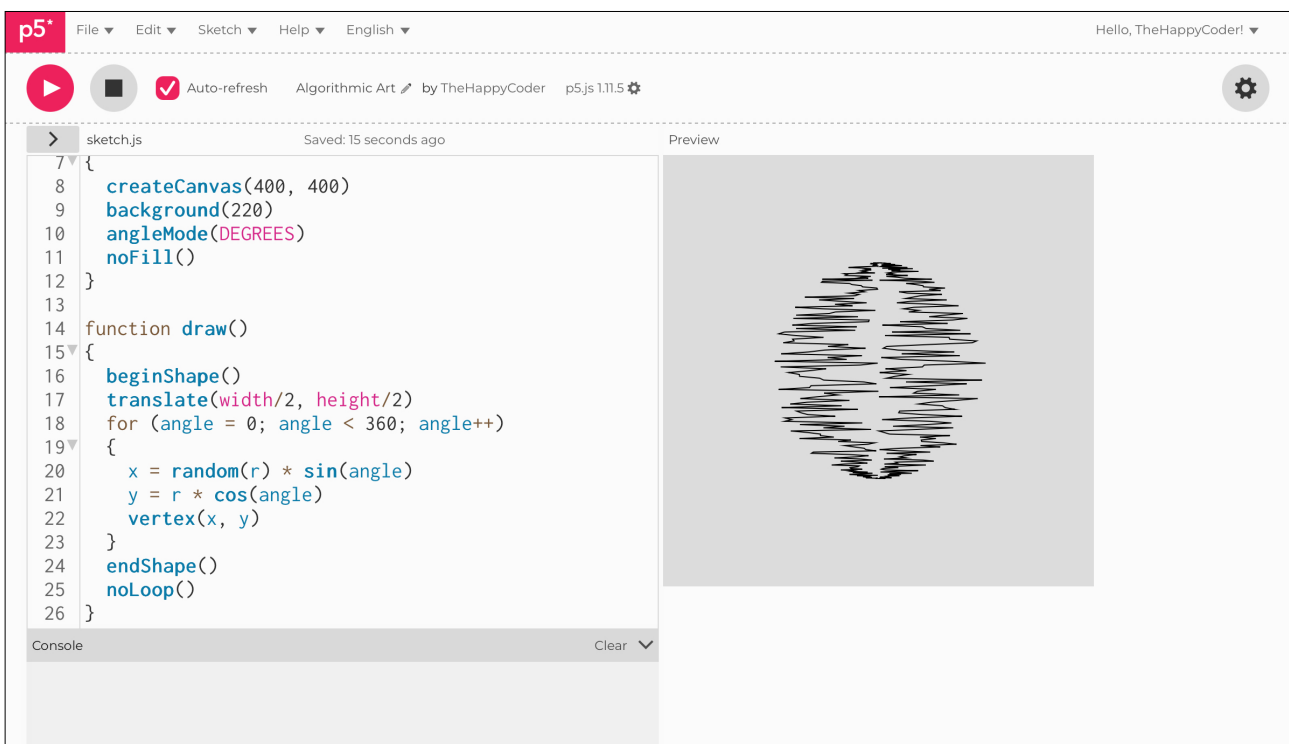 p5* File Edit Sketch Help English Hello, TheHappyCoder!
Auto-refresh Algorithmic Art by TheHappyCoder p5.js 1.11.5
sketch.js Saved: 15 seconds ago Preview
7 {
8 createCanvas(400, 400)
9 background(220)
10 angleMode(DEGREES)
11 noFill()
12 }
13
14 function draw()
15 {
16 beginShape()
17 translate(width/2, height/2)
18 for (angle = 0; angle < 360; angle++)
19 {
20 x = random(r) * sin(angle)
21 y = r * cos(angle)
22 vertex(x, y)
23 }
24 endShape()
25 noLoop()
26 }
Console Clear